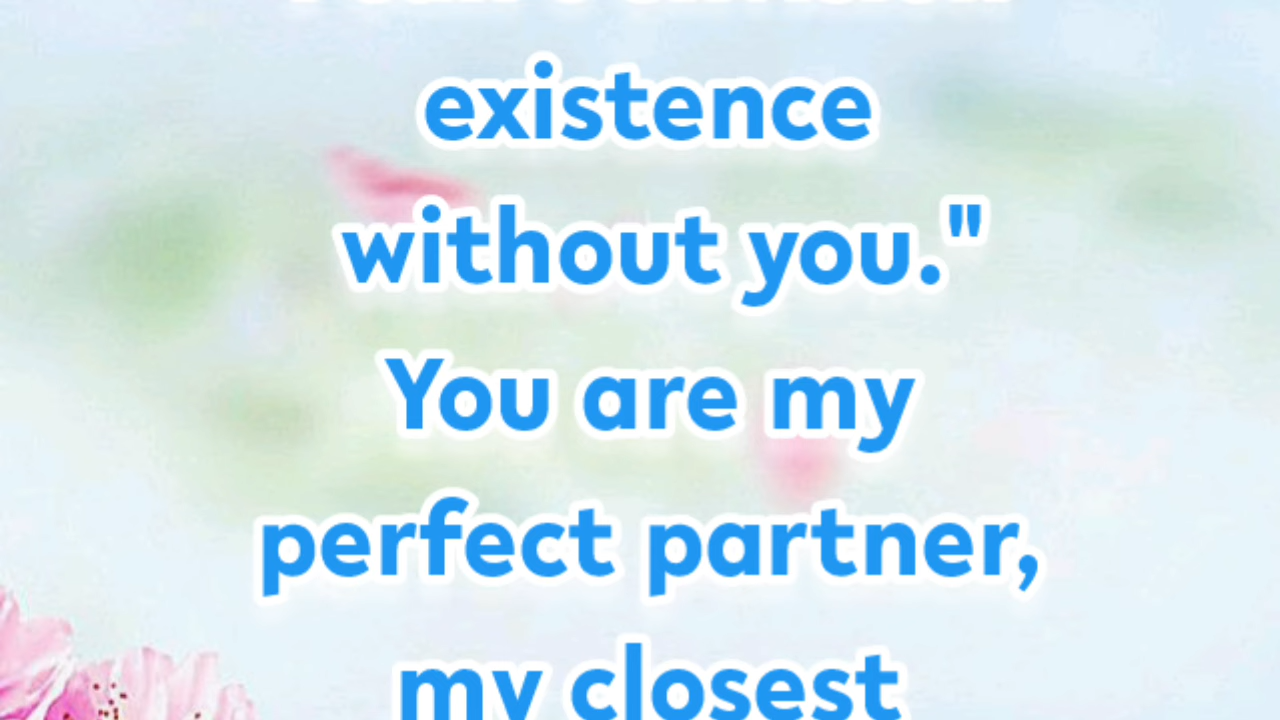 existence
without you."
You are my
perfect partner,
my closest